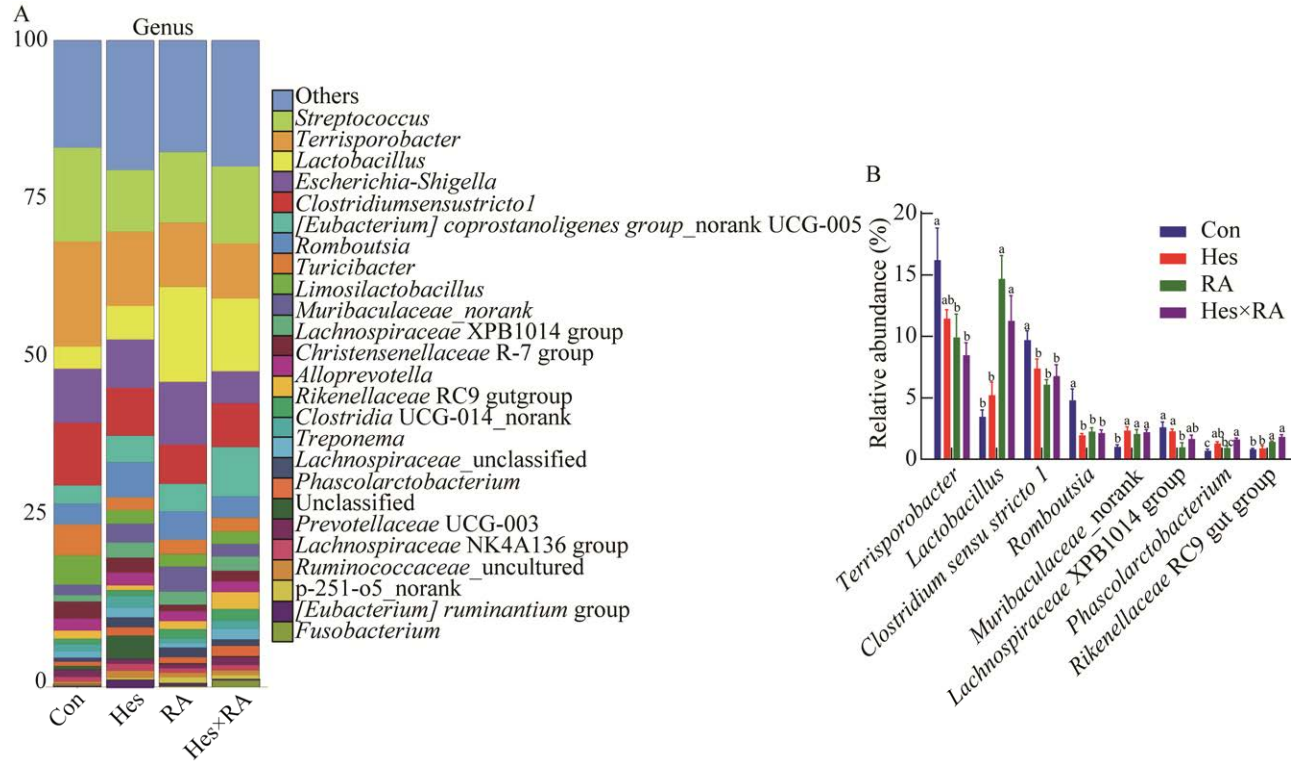 A
Genus
100
75
50
25
0
Con
Hes
RA
Hes×RA
Others
Streptococcus
Terrisporobacter
Lactobacillus
Escherichia-Shigella
Clostridiumsensustricto1
[Eubacterium] coprostanoligenes group_norank UCG-005
Romboutsia
Turicibacter
Limosilactobacillus
Muribaculaceae_norank
Lachnospiraceae XPB1014 group
Christensenellaceae R-7 group
Alloprevotella
Rikenellaceae RC9 gutgroup
Clostridia UCG-014_norank
Treponema
Lachnospiraceae_unclassified
Phascolarctobacterium
Unclassified
Prevotellaceae UCG-003
Lachnospiraceae NK4A136 group
Ruminococcaceae_uncultured
p-251-o5_norank
[Eubacterium] ruminantium group
Fusobacterium
B
Relative abundance (%)
20
15
10
5
0
Con
Hes
RA
Hes×RA
a ab b b
b b a a
a b b b
a b b b
b a a a
a a b ab
c ab bc a
b b a a
Terrisporobacter
Lactobacillus
Clostridium sensu stricto 1
Romboutsia
Muribaculaceae_norank
Lachnospiraceae XPB1014 group
Phascolarctobacterium
Rikenellaceae RC9 gut group